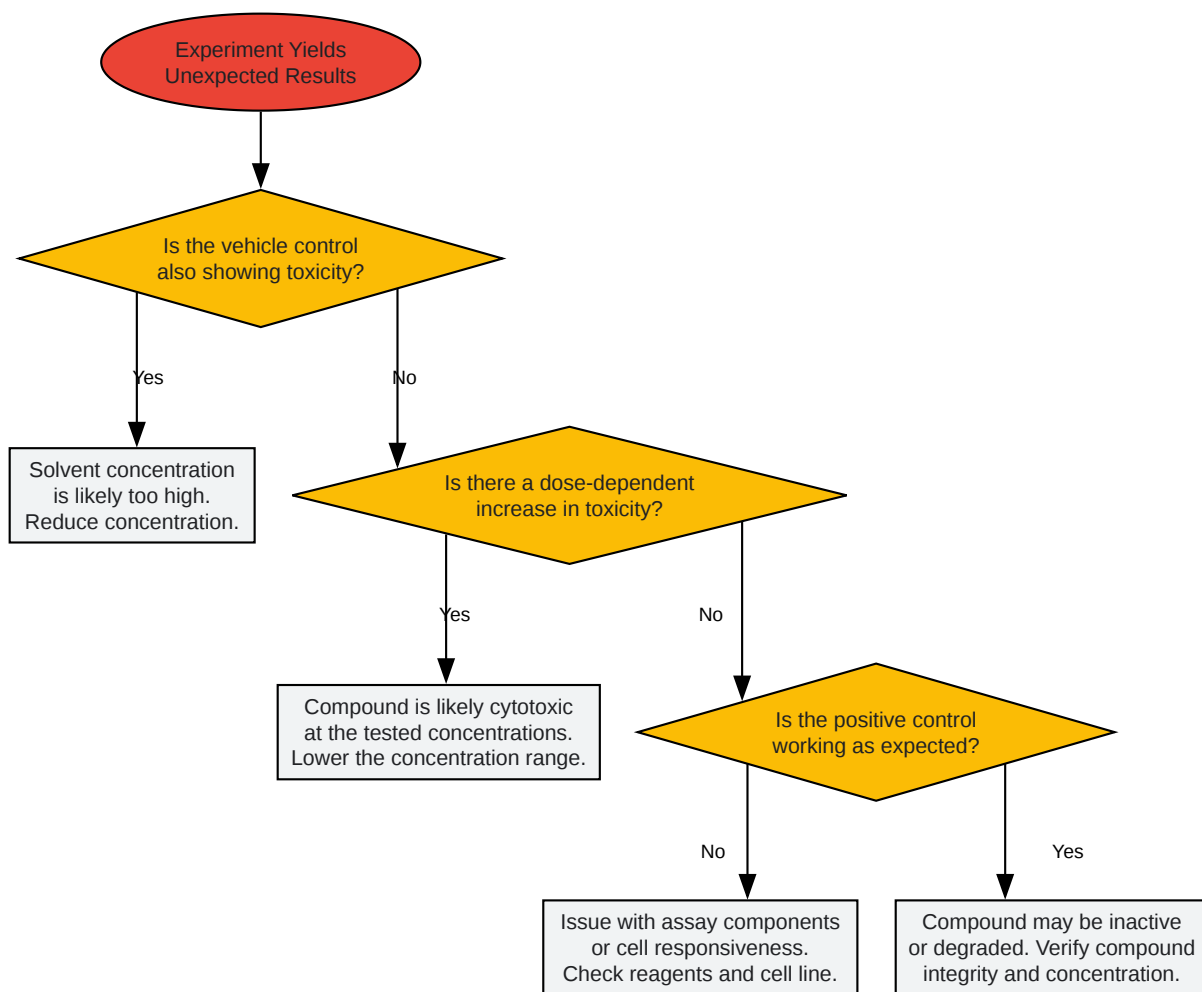 Experiment Yields
Unexpected Results
Is the vehicle control
also showing toxicity?
Yes
No
Solvent concentration
is likely too high.
Reduce concentration.
Is there a dose-dependent
increase in toxicity?
Yes
No
Compound is likely cytotoxic
at the tested concentrations.
Lower the concentration range.
Is the positive control
working as expected?
No
Yes
Issue with assay components
or cell responsiveness.
Check reagents and cell line.
Compound may be inactive
or degraded. Verify compound
integrity and concentration.